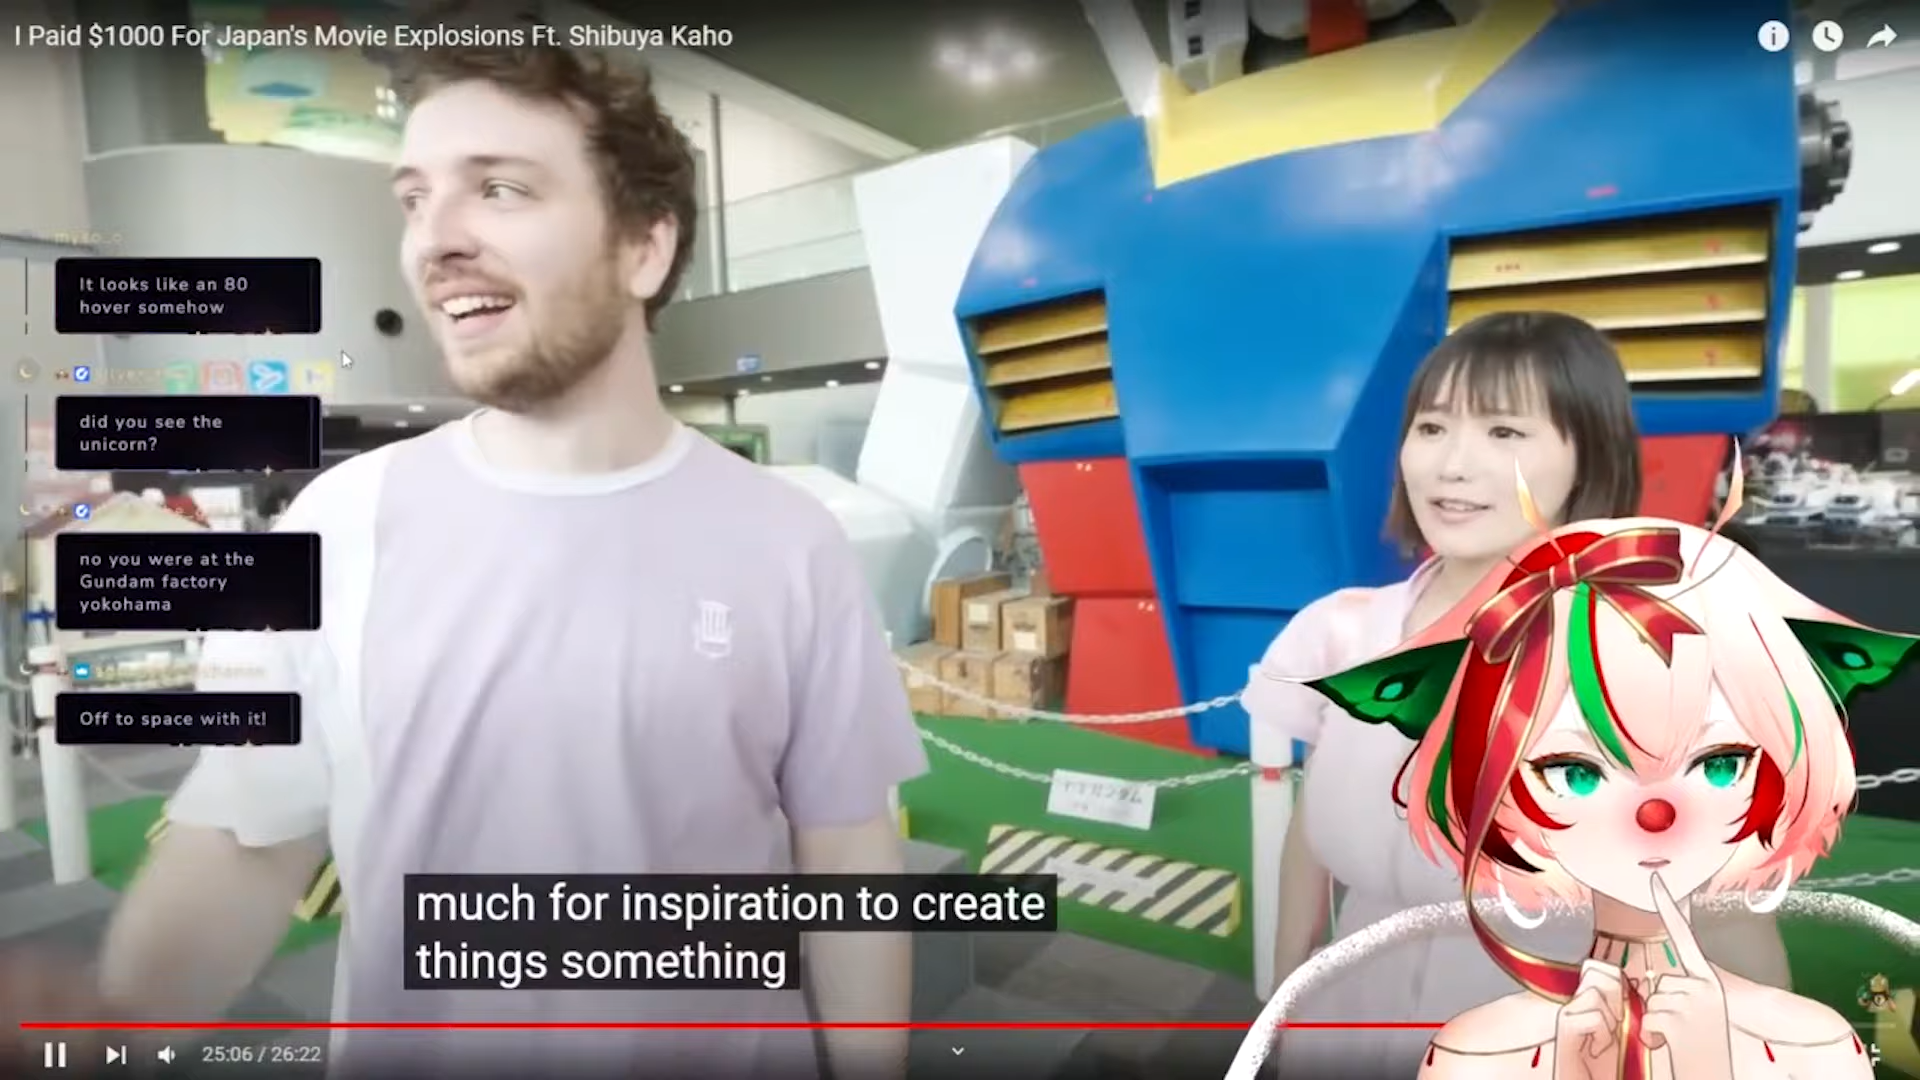 I Paid $1000 For Japan's Movie Explosions Ft. Shibuya Kaho
It looks like an 80
hover somehow
did you see the
unicorn?
no you were at the
Gundam factory
yokohama
Off to space with it!
much for inspiration to create
things something
25:06 / 26:22